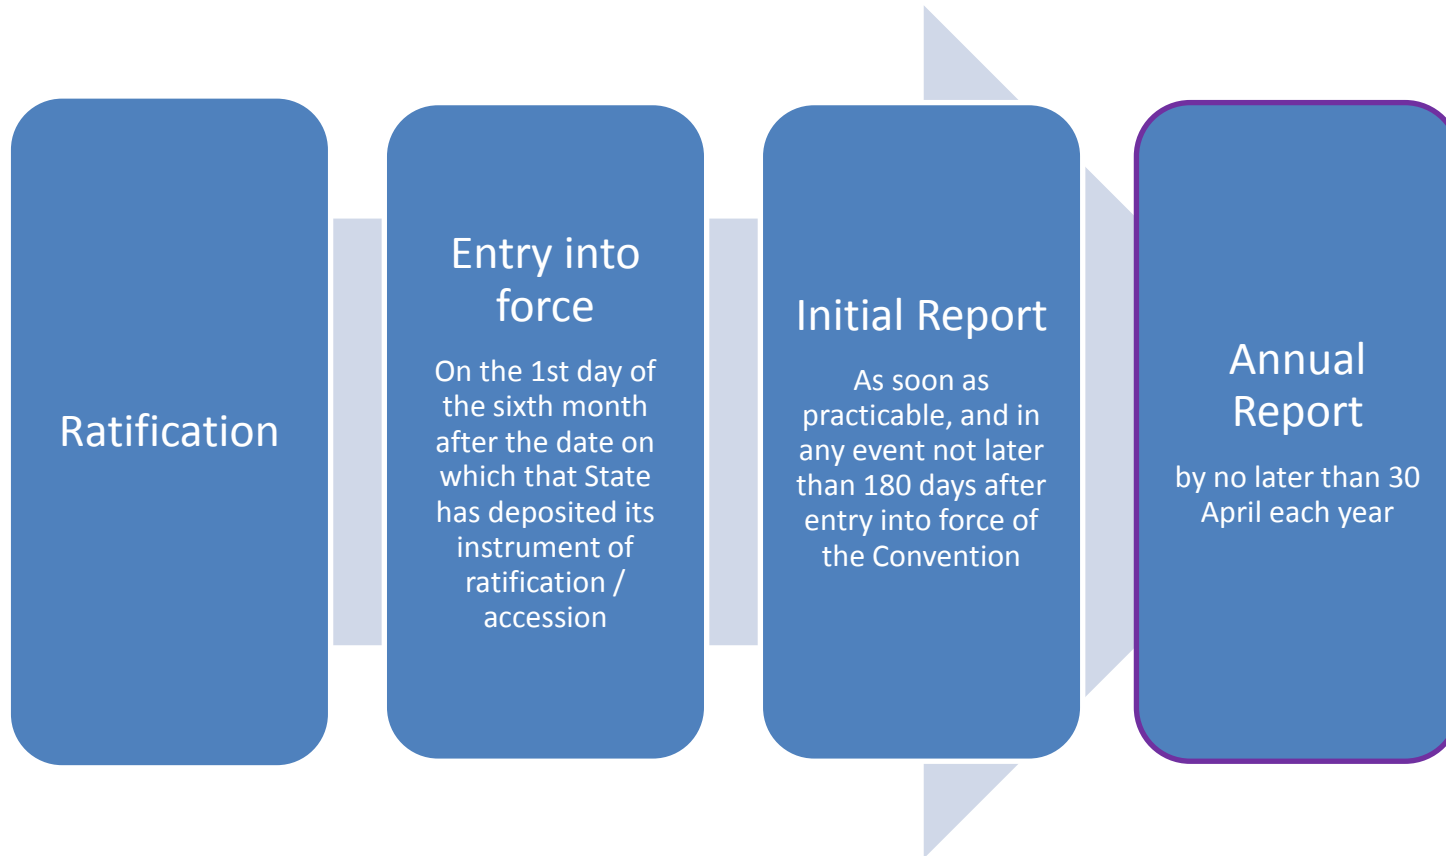 Ratification
Entry into
force
On the 1st day of
the sixth month
after the date on
which that State
has deposited its
instrument of
ratification /
accession
Initial Report
As soon as
practicable, and in
any event not later
than 180 days after
entry into force of
the Convention
Annual
Report
by no later than 30
April each year